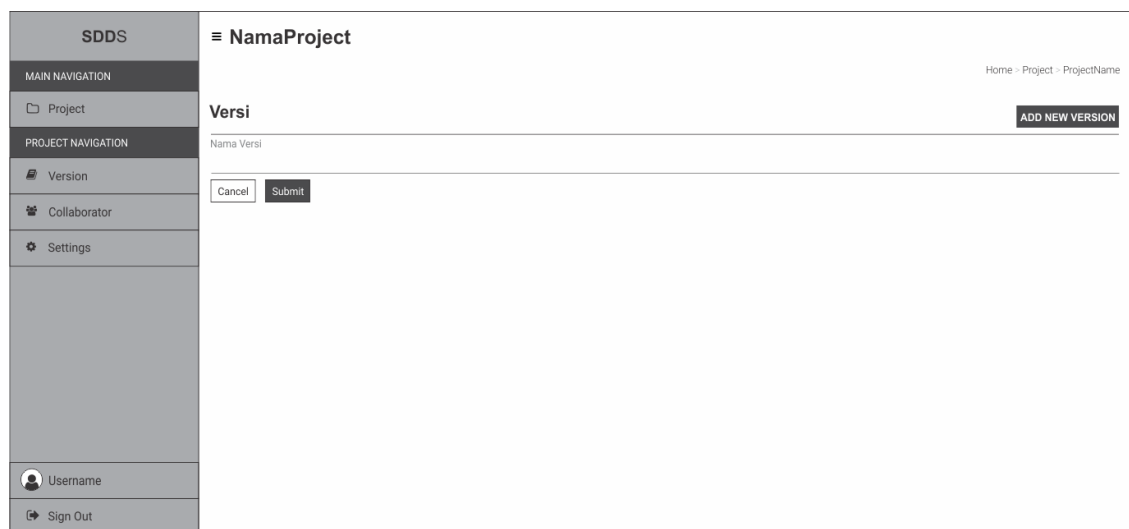 SDDS
MAIN NAVIGATION
Project
PROJECT NAVIGATION
Version
Collaborator
Settings
Username
Sign Out
≡ NamaProject
Home > Project > ProjectName
Versi
ADD NEW VERSION
Nama Versi
Cancel Submit